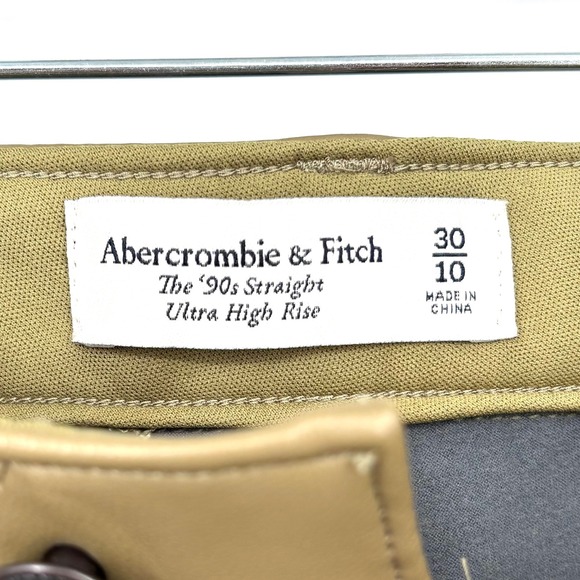 Abercrombie & Fitch
The ‘90s Straight
Ultra High Rise
30
10
MADE IN
CHINA